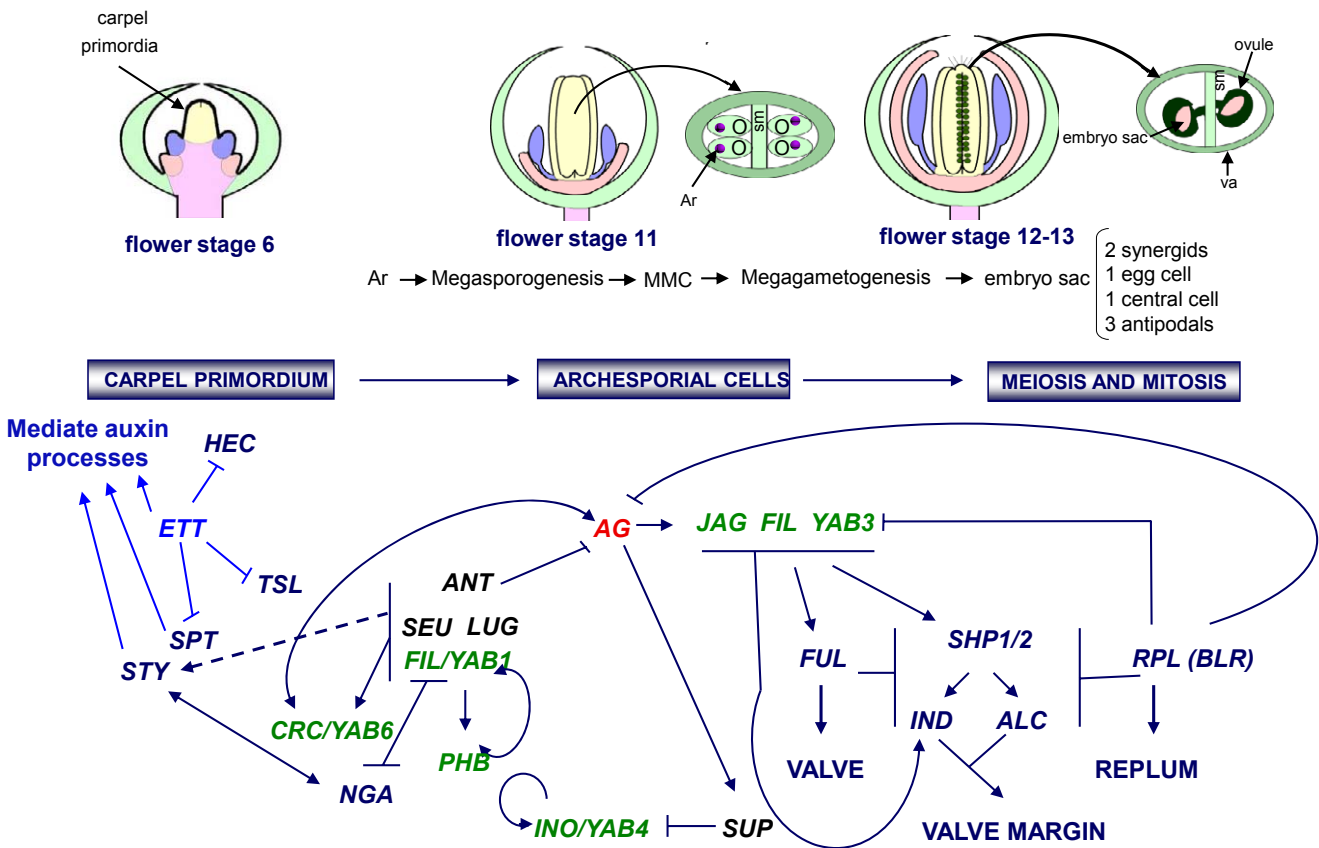 carpel
primordia
ovule
sm
sm
O O
O O
embryo sac
Ar
va
flower stage 6
flower stage 11
flower stage 12-13
Ar Megasporogenesis MMC Megagametogenesis embryo sac
2 synergids
1 egg cell
1 central cell
3 antipodals
CARPEL PRIMORDIUM
ARCHESPORIAL CELLS
MEIOSIS AND MITOSIS
Mediate auxin
processes
HEC
ETT
TSL
SPT
STY
ANT
SEU LUG
FIL/YAB1
CRC/YAB6
PHB
NGA
INO/YAB4
SUP
AG
JAG FIL YAB3
FUL
SHP1/2
RPL (BLR)
IND
ALC
VALVE
REPLUM
VALVE MARGIN